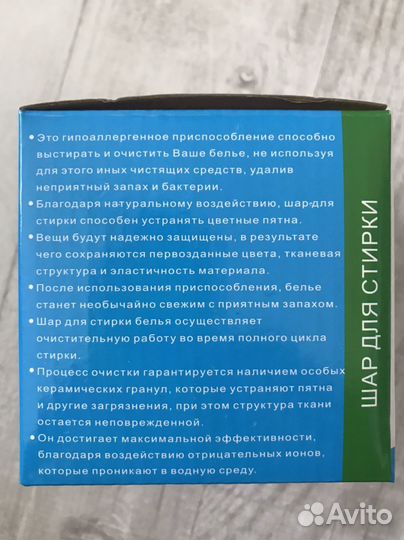 • Это гипоаллергенное приспособление способно
выстирать и очистить Ваше белье, не используя
для этого иных чистящих средств, удалив
неприятный запах и бактерии.
• Благодаря натуральному воздействию, шар-для
стирки способен устранять цветные пятна.
• Вещи будут надежно защищены, в результате
чего сохраняются первозданные цвета, тканевая
структура и эластичность материала.
• После использования приспособления, белье
станет необычайно свежим с приятным запахом.
• Шар для стирки белья осуществляет
очистительную работу во время полного цикла
стирки.
• Процесс очистки гарантируется наличием особых
керамических гранул, которые устраняют пятна
и другие загрязнения, при этом структура ткани
остается неповрежденной.
• Он достигает максимальной эффективности,
благодаря воздействию отрицательных ионов,
которые проникают в водную среду.
ШАР ДЛЯ СТИРКИ
Avito